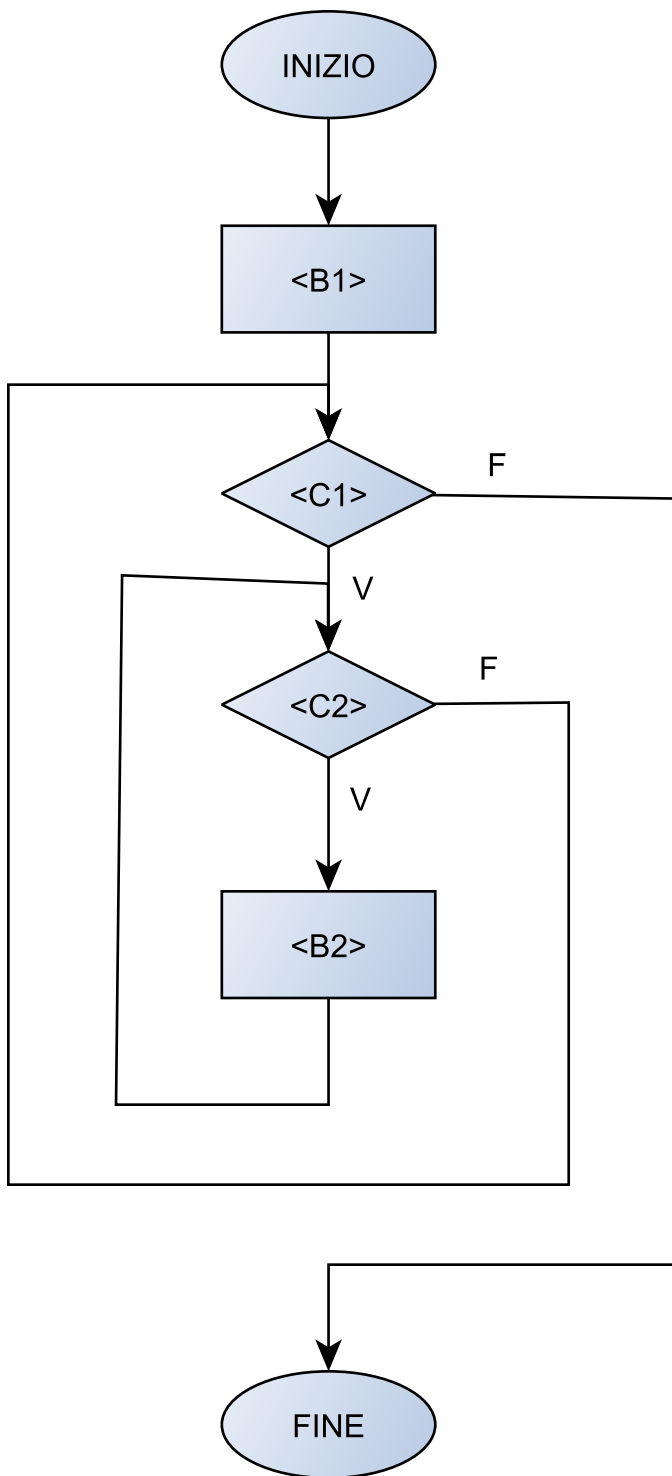 INIZIO
<B1>
<C1>
F
V
<C2>
F
V
<B2>
FINE